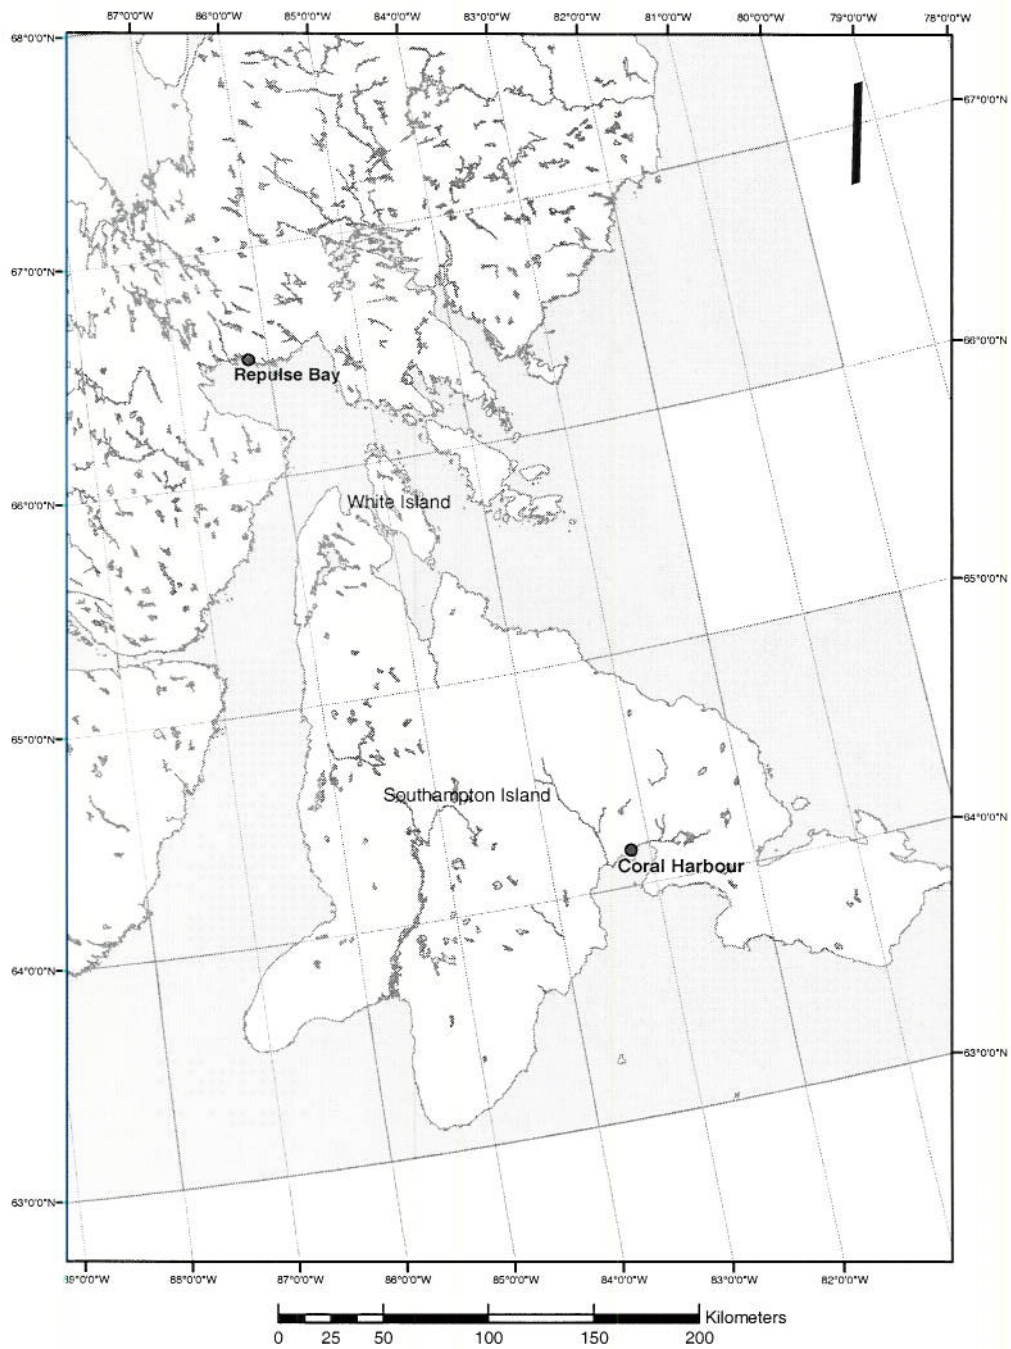 87°0'0"W 86°0'0"W 85°0'0"W 84°0'0"W 83°0'0"W 82°0'0"W 81°0'0"W 80°0'0"W 79°0'0"W 78°0'0"W
68°0'0"N
67°0'0"N
67°0'0"N
66°0'0"N
Repulse Bay
White Island
66°0'0"N
65°0'0"N
65°0'0"N
Southampton Island
64°0'0"N
Coral Harbour
64°0'0"N
63°0'0"N
63°0'0"N
39°0'0"W 88°0'0"W 87°0'0"W 86°0'0"W 85°0'0"W 84°0'0"W 83°0'0"W 82°0'0"W
Kilometers
0 25 50 100 150 200